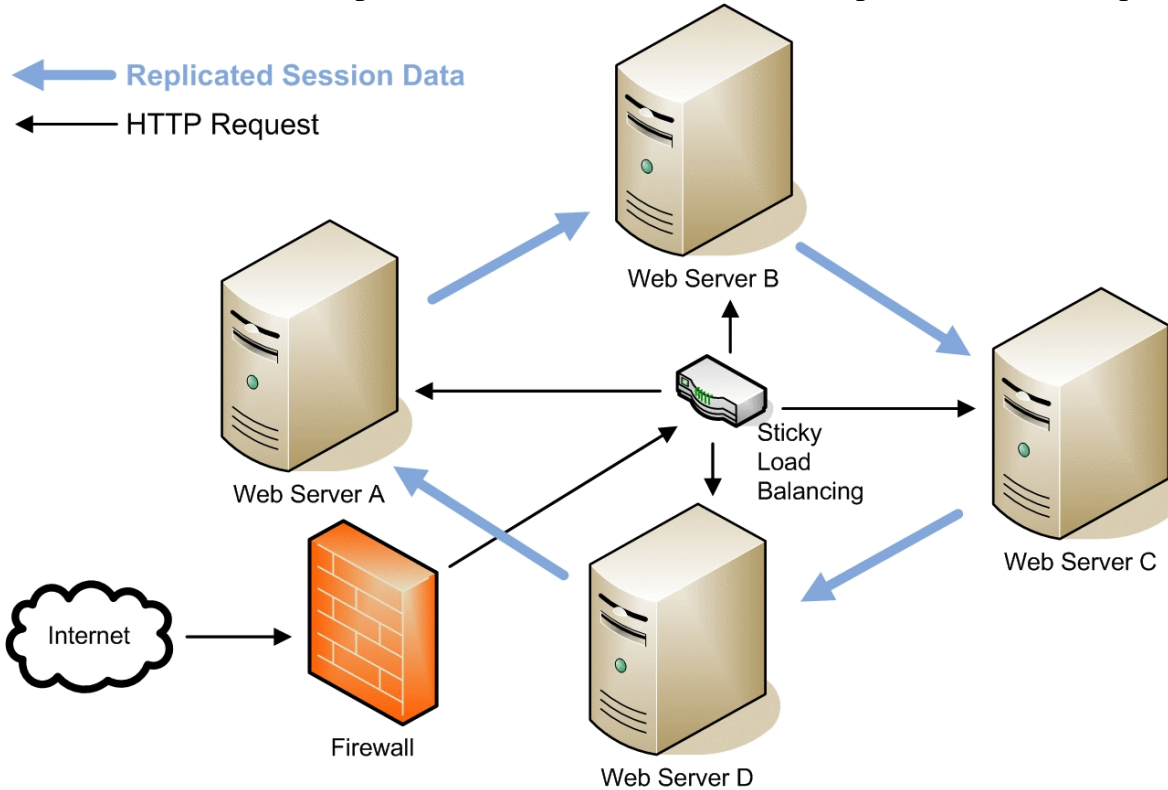 Replicated Session Data
HTTP Request
Web Server B
Web Server A
Sticky
Load
Balancing
Web Server C
Internet
Firewall
Web Server D